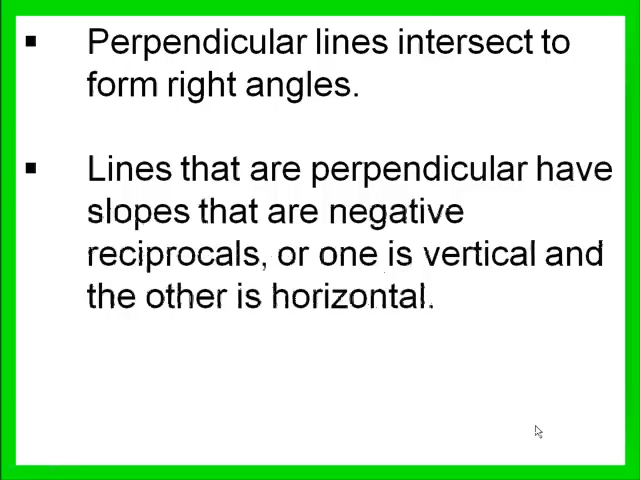 ▪ Perpendicular lines intersect to
form right angles.
▪ Lines that are perpendicular have
slopes that are negative
reciprocals, or one is vertical and
the other is horizontal.